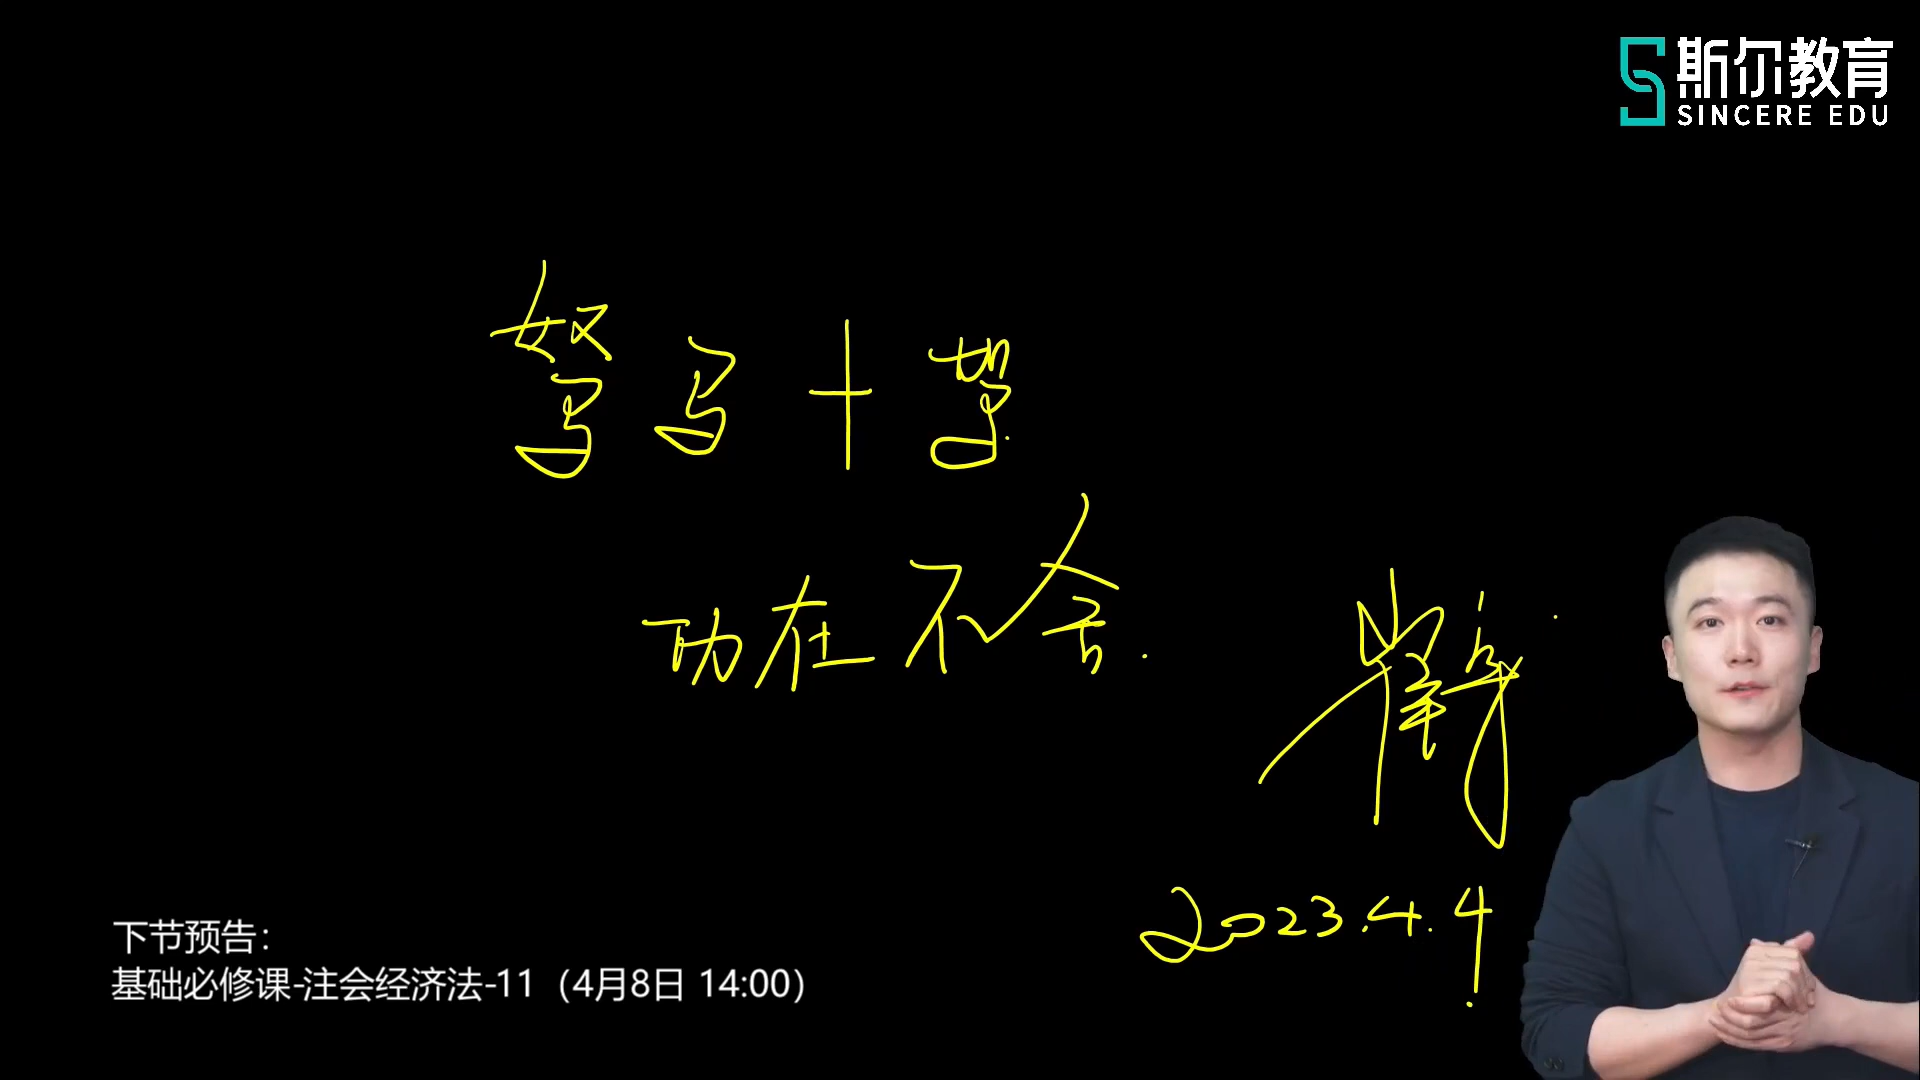 斯尔教育
SINCERE EDU
驽马十驾
功在不舍.
2023.4.4
下节预告：
基础必修课-注会经济法-11（4月8日 14:00）